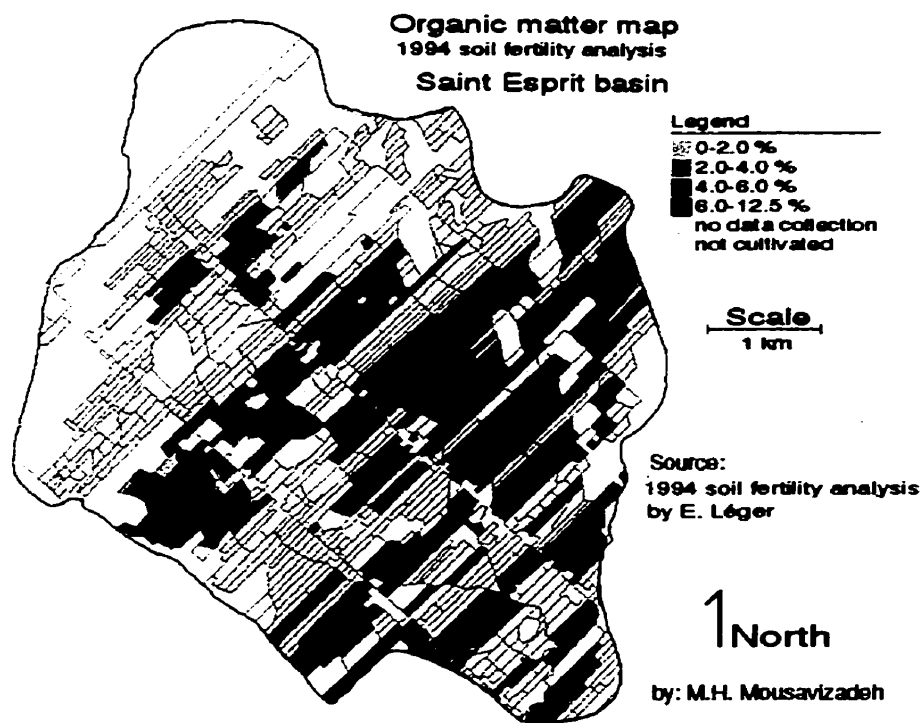 Organic matter map
1994 soil fertility analysis
Saint Esprit basin
Legend
0-2.0 %
2.0-4.0 %
4.0-6.0 %
6.0-12.5 %
no data collection
not cultivated
Scale
1 km
Source:
1994 soil fertility analysis
by E. Léger
North
by: M.H. Mousavizadeh